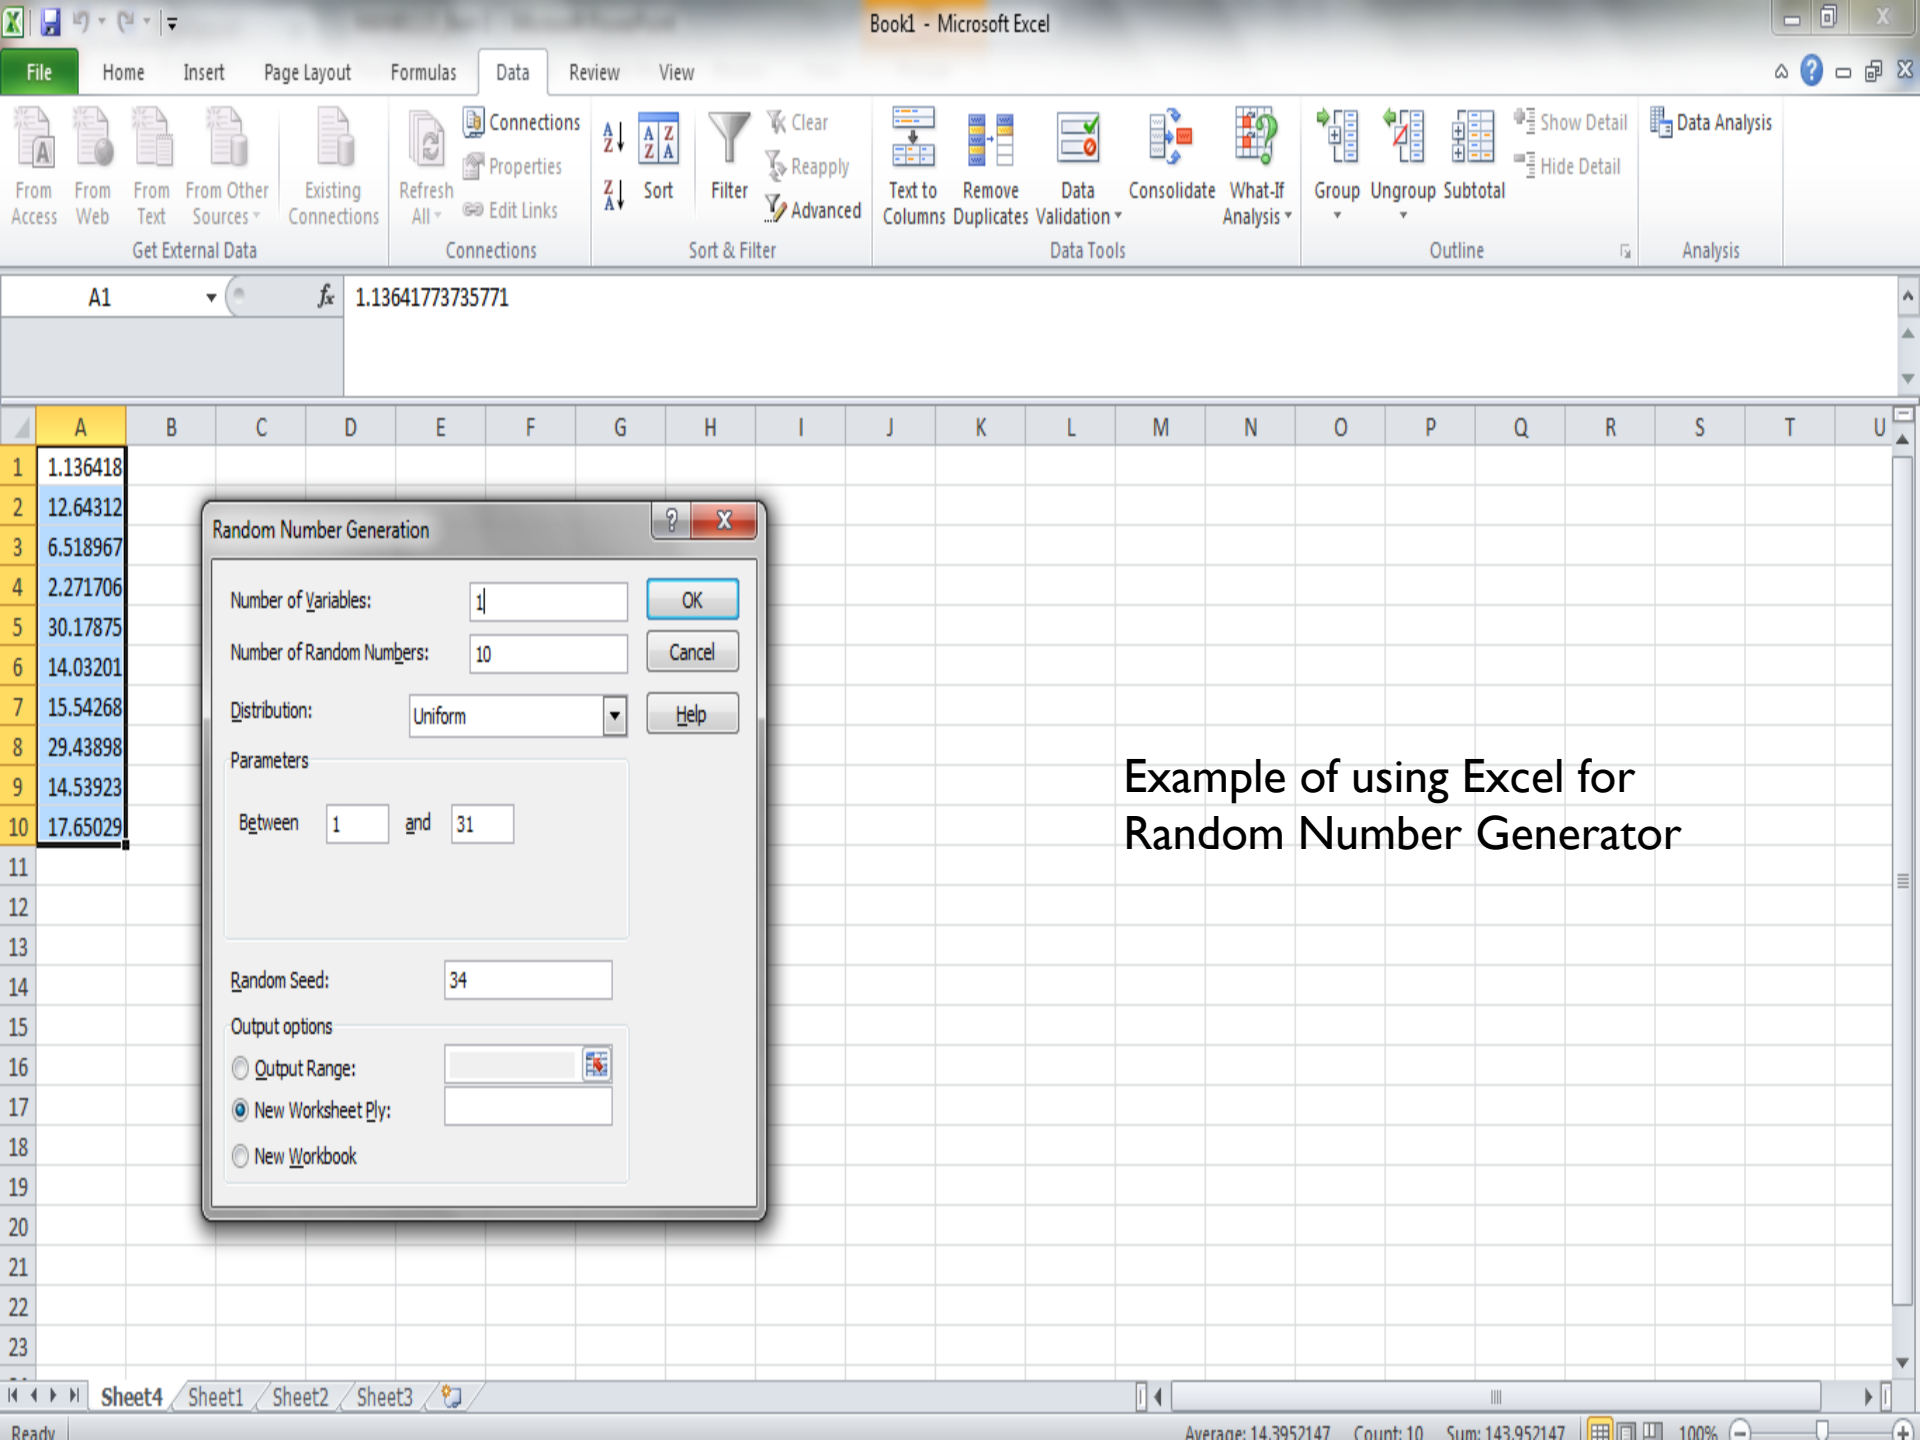 Book1 - Microsoft Excel
File Home Insert Page Layout Formulas Data Review View
From Access
From Web
From Text
From Other Sources
Existing Connections
Get External Data
Refresh All
Connections
Properties
Edit Links
Connections
Sort
Filter
Clear
Reapply
Advanced
Sort & Filter
Text to Columns
Remove Duplicates
Data Validation
Consolidate
What-If Analysis
Data Tools
Group
Ungroup
Subtotal
Show Detail
Hide Detail
Outline
Data Analysis
Analysis
A1 fx 1.13641773735771
A B C D E F G H I J K L M N O P Q R S T U
1 1.136418
2 12.64312
3 6.518967
4 2.271706
5 30.17875
6 14.03201
7 15.54268
8 29.43898
9 14.53923
10 17.65029
11
12
13
14
15
16
17
18
19
20
21
22
23
Random Number Generation
Number of Variables: 1 OK
Number of Random Numbers: 10 Cancel
Distribution: Uniform Help
Parameters
Between 1 and 31
Random Seed: 34
Output options
Output Range:
New Worksheet Ply:
New Workbook
Example of using Excel for
Random Number Generator
Sheet4 Sheet1 Sheet2 Sheet3
Ready Average: 14.3952147 Count: 10 Sum: 143.952147 100%